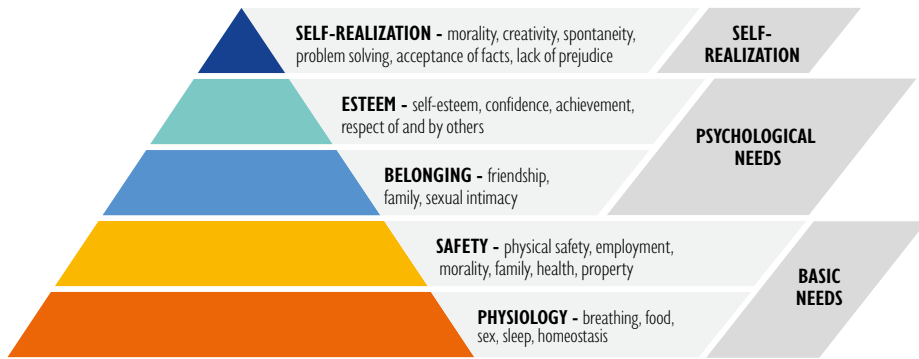 SELF-REALIZATION - morality, creativity, spontaneity,
problem solving, acceptance of facts, lack of prejudice
SELF-
REALIZATION
ESTEEM - self-esteem, confidence, achievement,
respect of and by others
PSYCHOLOGICAL
NEEDS
BELONGING - friendship,
family, sexual intimacy
SAFETY - physical safety, employment,
morality, family, health, property
BASIC
NEEDS
PHYSIOLOGY - breathing, food,
sex, sleep, homeostasis